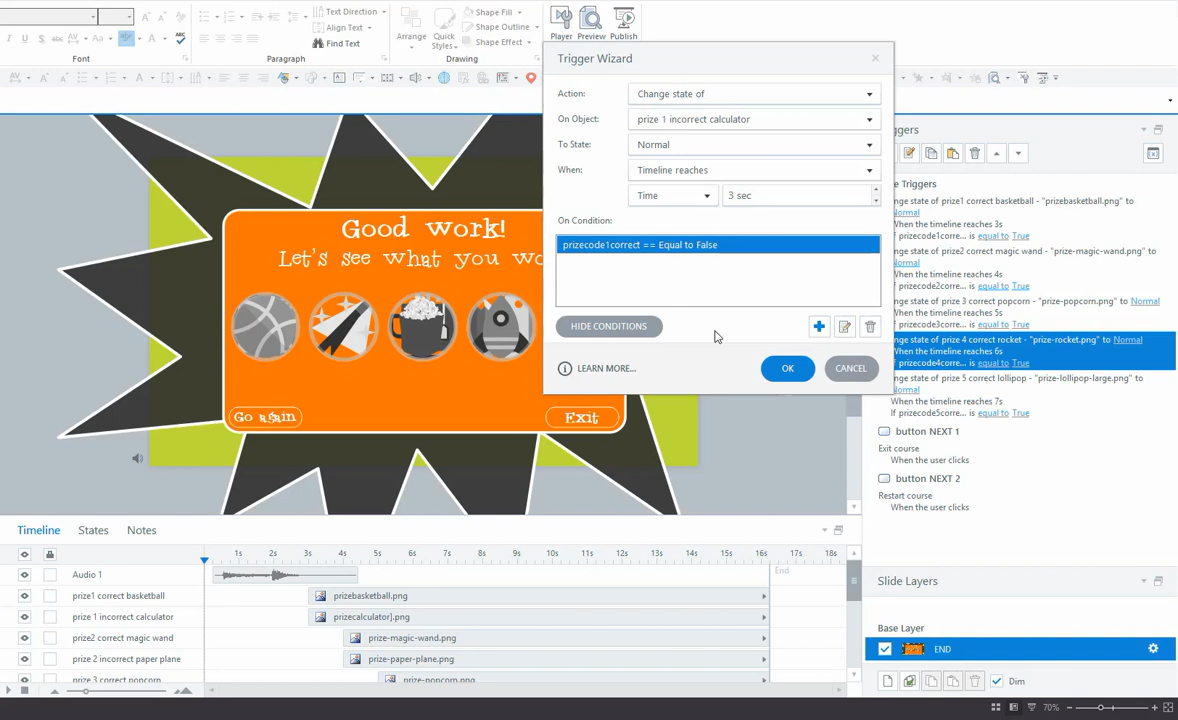 Text Direction
Align Text
Find Text
Arrange
Quick
Styles
Shape Fill
Shape Outline
Shape Effect
Player
Preview
Publish
Font
Paragraph
Drawing
ABC
Trigger Wizard
Action:
Change state of
On Object:
prize 1 incorrect calculator
To State:
Normal
When:
Timeline reaches
Time
3 sec
On Condition:
prizecode1correct == Equal to False
HIDE CONDITIONS
LEARN MORE...
OK
CANCEL
Good work!
Let's see what you wo
Go again
Exit
ggers
e Triggers
nge state of prize1 correct basketball - "prizebasketball.png" to
Normal
When the timeline reaches 3s
if prizecode1corre... is equal to True
nge state of prize2 correct magic wand - "prize-magic-wand.png"
Normal
When the timeline reaches 4s
if prizecode2corre... is equal to True
nge state of prize 3 correct popcorn - "prize-popcorn.png" to Normal
When the timeline reaches 5s
if prizecode3corre... is equal to True
nge state of prize 4 correct rocket - "prize-rocket.png" to Normal
When the timeline reaches 6s
if prizecode4corre... is equal to True
nge state of prize 5 correct lollipop - "prize-lollipop-large.png" to
Normal
When the timeline reaches 7s
If prizecode5corre... is equal to True
button NEXT 1
Exit course
When the user clicks
button NEXT 2
Restart course
When the user clicks
Timeline
States
Notes
1s 2s 3s 4s 5s 6s 7s 8s 9s 10s 11s 12s 13s 14s 15s 16s 17s 18s
End
Audio 1
prize1 correct basketball
prizebasketball.png
prize 1 incorrect calculator
prizecalculator].png
prize2 correct magic wand
prize-magic-wand.png
prize 2 incorrect paper plane
prize-paper-plane.png
prize 3 correct popcorn
prize-popcorn.png
Slide Layers
Base Layer
END
Dim
70%